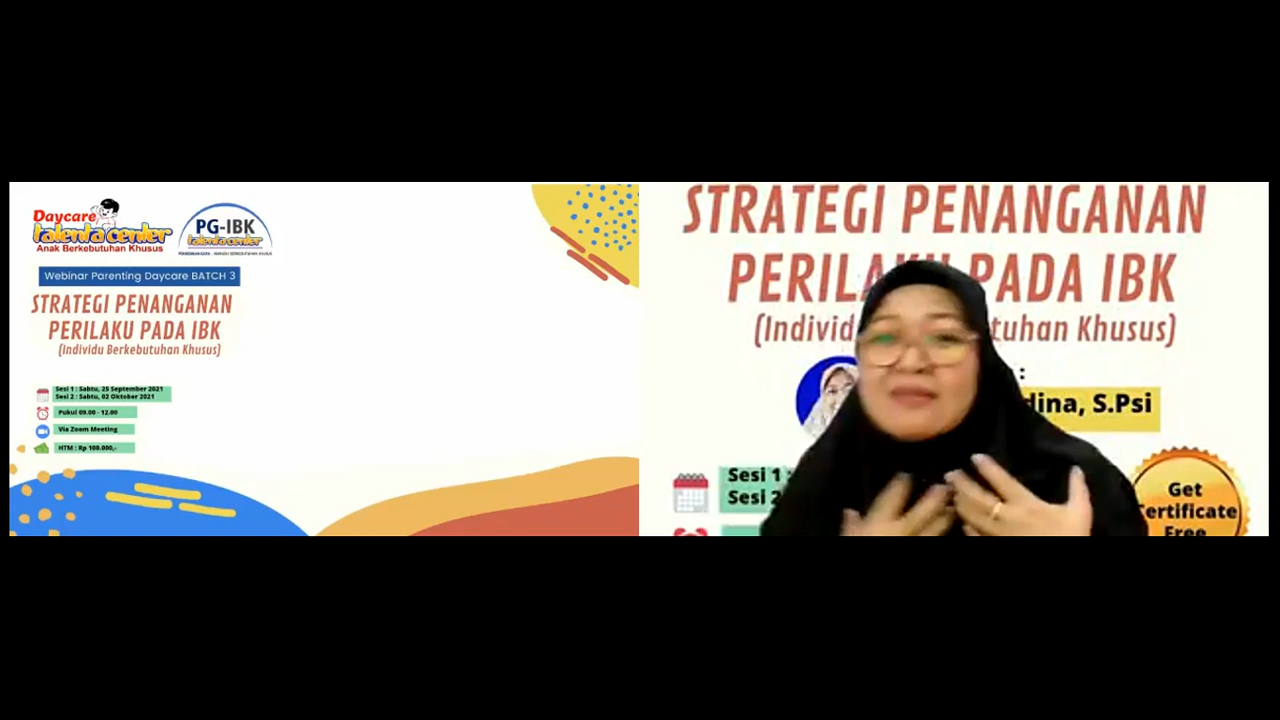 Daycare
talenta center
Anak Berkebutuhan Khusus
PG-IBK
talenta center
Webinar Parenting Daycare BATCH 3
STRATEGI PENANGANAN
PERILAKU PADA IBK
(Individu Berkebutuhan Khusus)
Sesi 1 : Sabtu, 25 September 2021
Sesi 2 : Sabtu, 02 Oktober 2021
Pukul 09.00 - 12.00
Via Zoom Meeting
HTM : Rp 100.000,-
STRATEGI PENANGANAN
PERILAKU PADA IBK
(Individ tuhan Khusus)
:
dina, S.Psi
Sesi 1 :
Sesi 2
Get
Certificate
Free